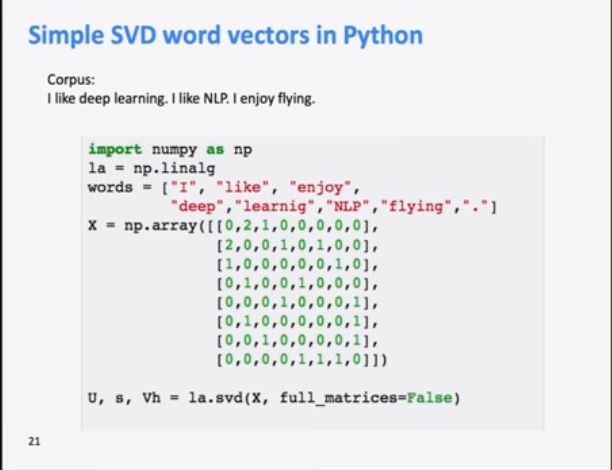 Simple SVD word vectors in Python
Corpus:
I like deep learning. I like NLP. I enjoy flying.
import numpy as np
la = np.linalg
words = ["I", "like", "enjoy",
"deep","learnig","NLP","flying","."]
X = np.array([[0,2,1,0,0,0,0,0],
[2,0,0,1,0,1,0,0],
[1,0,0,0,0,0,1,0],
[0,1,0,0,1,0,0,0],
[0,0,0,1,0,0,0,1],
[0,1,0,0,0,0,0,1],
[0,0,1,0,0,0,0,1],
[0,0,0,0,1,1,1,0]])
U, s, Vh = la.svd(X, full_matrices=False)
21